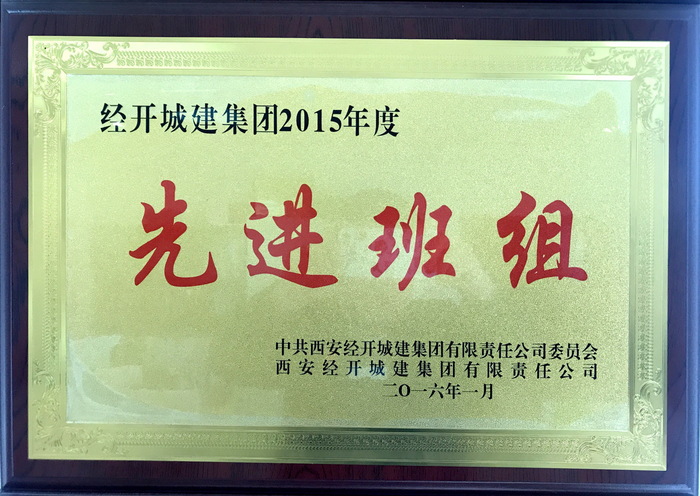 经开城建集团2015年度
先进班组
中共西安经开城建集团有限责任公司委员会
西安经开城建集团有限责任公司
二〇一六年一月